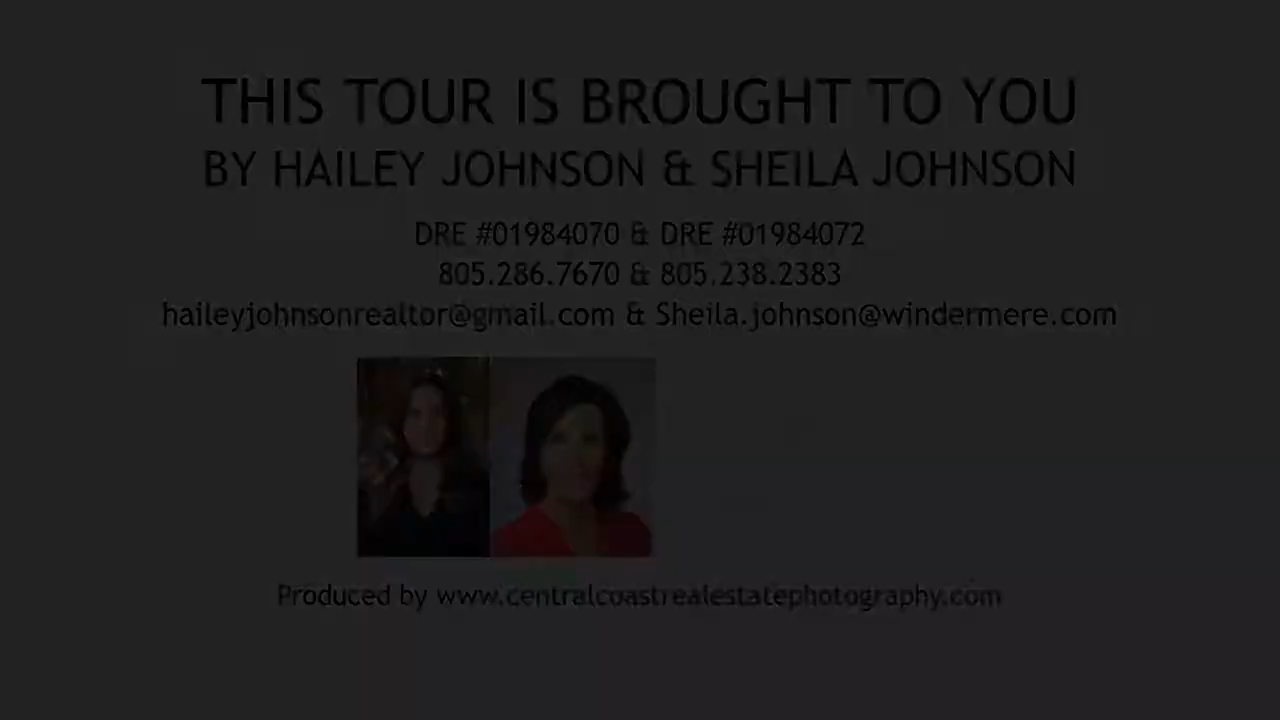 THIS TOUR IS BROUGHT TO YOU
BY HAILEY JOHNSON & SHEILA JOHNSON
DRE #01984070 & DRE #01984072
805.286.7670 & 805.238.2383
haileyjohnsonrealtor@gmail.com & Sheila.johnson@windermere.com
Produced by www.centralcoastrealestatephotography.com